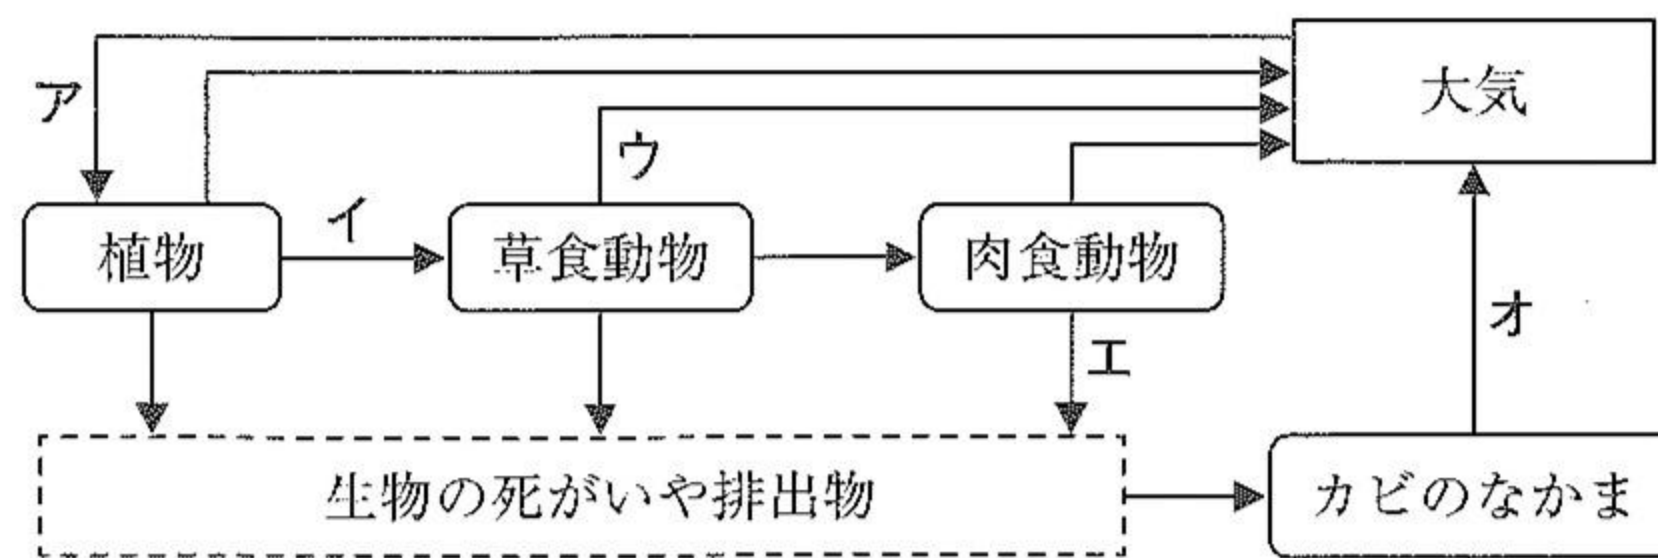 大気
ア
ウ
植物
イ
草食動物
肉食動物
エ
オ
生物の死がいや排出物
カビのなかま